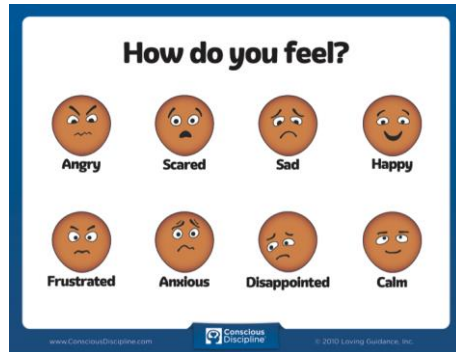 How do you feel?
Angry Scared Sad Happy
Frustrated Anxious Disappointed Calm
www.ConsciousDiscipline.com
Conscious
Discipline
© 2010 Loving Guidance, Inc.